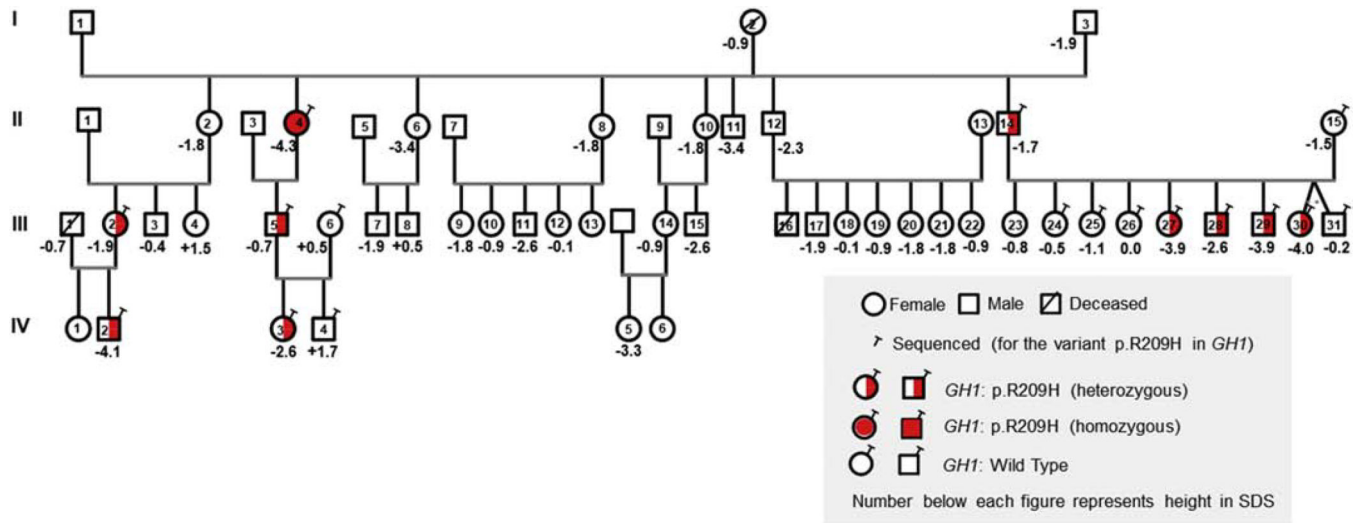 I 1 2 3
-0.9 -1.9
II 1 2 3 4 5 6 7 8 9 10 11 12 13 14 15
-1.8 -4.3 -3.4 -1.8 -1.8 -3.4 -2.3 -1.7 -1.5
III 1 2 3 4 5 6 7 8 9 10 11 12 13 14 15 16 17 18 19 20 21 22 23 24 25 26 27 28 29 30 31
-0.7 -1.9 -0.4 +1.5 -0.7 +0.5 -1.9 +0.5 -1.8 -0.9 -2.6 -0.1 -0.9 -2.6 -1.9 -0.1 -0.9 -1.8 -1.8 -0.9 -0.8 -0.5 -1.1 0.0 -3.9 -2.6 -3.9 -4.0 -0.2
IV 1 2 3 4 5 6
-4.1 -2.6 +1.7 -3.3
Female Male Deceased
Sequenced (for the variant p.R209H in GH1)
GH1: p.R209H (heterozygous)
GH1: p.R209H (homozygous)
GH1: Wild Type
Number below each figure represents height in SDS